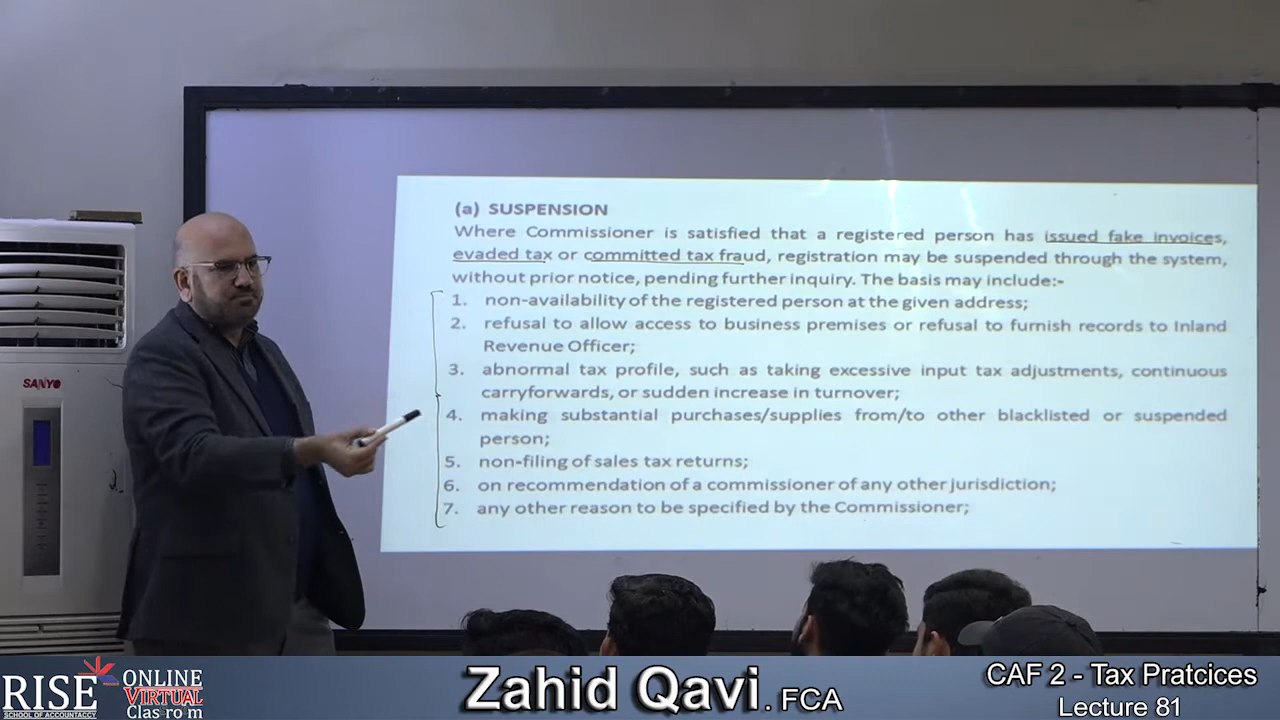 (a) SUSPENSION
Where Commissioner is satisfied that a registered person has issued fake invoices,
evaded tax or committed tax fraud, registration may be suspended through the system,
without prior notice, pending further inquiry. The basis may include:-
1. non-availability of the registered person at the given address;
2. refusal to allow access to business premises or refusal to furnish records to Inland
Revenue Officer;
3. abnormal tax profile, such as taking excessive input tax adjustments, continuous
carryforwards, or sudden increase in turnover;
4. making substantial purchases/supplies from/to other blacklisted or suspended
person;
5. non-filing of sales tax returns;
6. on recommendation of a commissioner of any other jurisdiction;
7. any other reason to be specified by the Commissioner;
SANYO
RISE
SCHOOL OF ACCOUNTACY
ONLINE
VIRTUAL
Clasrom
Zahid Qavi. FCA
CAF 2 - Tax Pratcices
Lecture 81